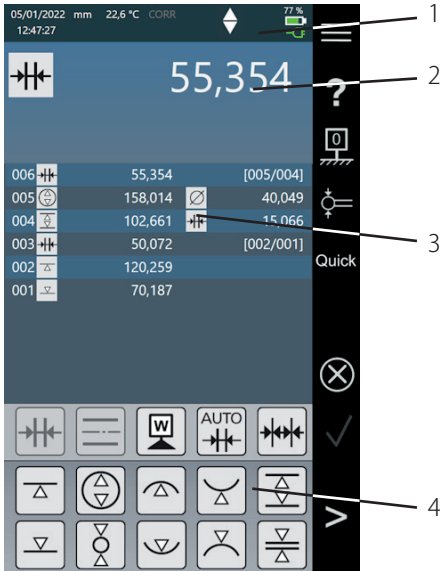 05/01/2022 mm 22,6 °C CORR 77 %
12:47:27
1
55,354
2
?
0
006 55,354 [005/004]
005 158,014 Ø 40,049
004 102,661 15,066
003 50,072 [002/001]
3
002 120,259
Quick
001 70,187
W
AUTO
4
>